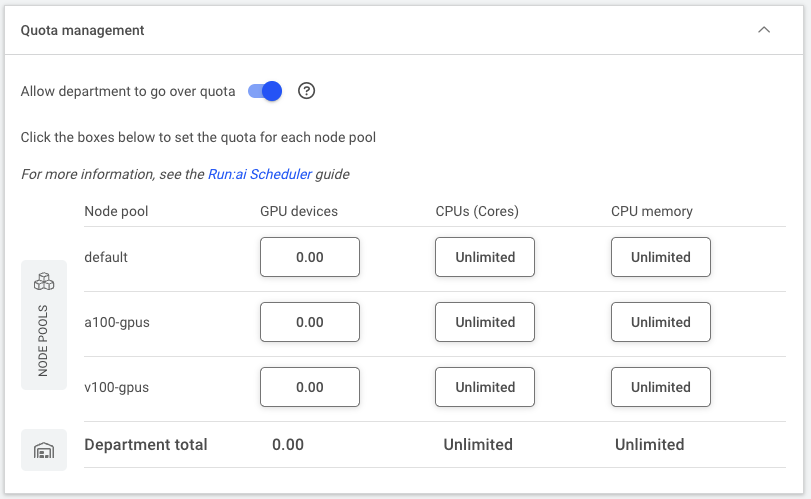 Quota management
Allow department to go over quota
Click the boxes below to set the quota for each node pool
For more information, see the Run:ai Scheduler guide
Node pool GPU devices CPUs (Cores) CPU memory
default 0.00 Unlimited Unlimited
NODE POOLS
a100-gpus 0.00 Unlimited Unlimited
v100-gpus 0.00 Unlimited Unlimited
Department total 0.00 Unlimited Unlimited